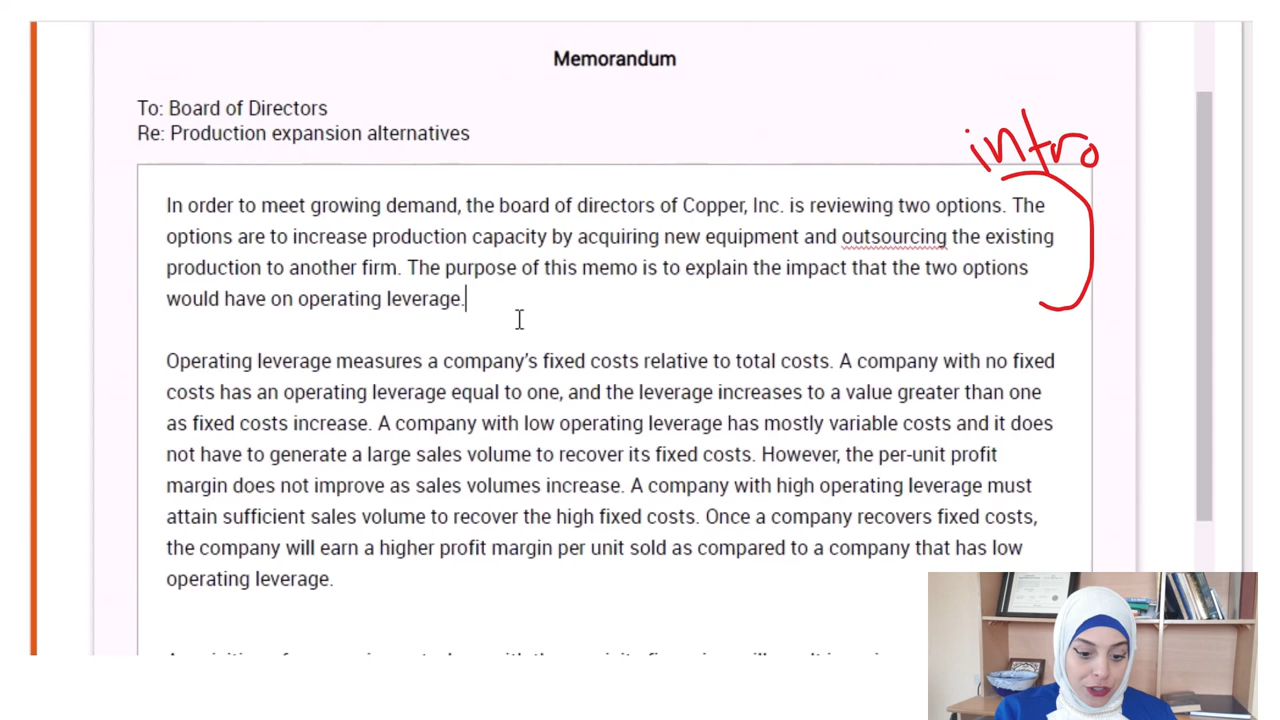 Memorandum
To: Board of Directors
Re: Production expansion alternatives
intro
In order to meet growing demand, the board of directors of Copper, Inc. is reviewing two options. The
options are to increase production capacity by acquiring new equipment and outsourcing the existing
production to another firm. The purpose of this memo is to explain the impact that the two options
would have on operating leverage.
Operating leverage measures a company's fixed costs relative to total costs. A company with no fixed
costs has an operating leverage equal to one, and the leverage increases to a value greater than one
as fixed costs increase. A company with low operating leverage has mostly variable costs and it does
not have to generate a large sales volume to recover its fixed costs. However, the per-unit profit
margin does not improve as sales volumes increase. A company with high operating leverage must
attain sufficient sales volume to recover the high fixed costs. Once a company recovers fixed costs,
the company will earn a higher profit margin per unit sold as compared to a company that has low
operating leverage.